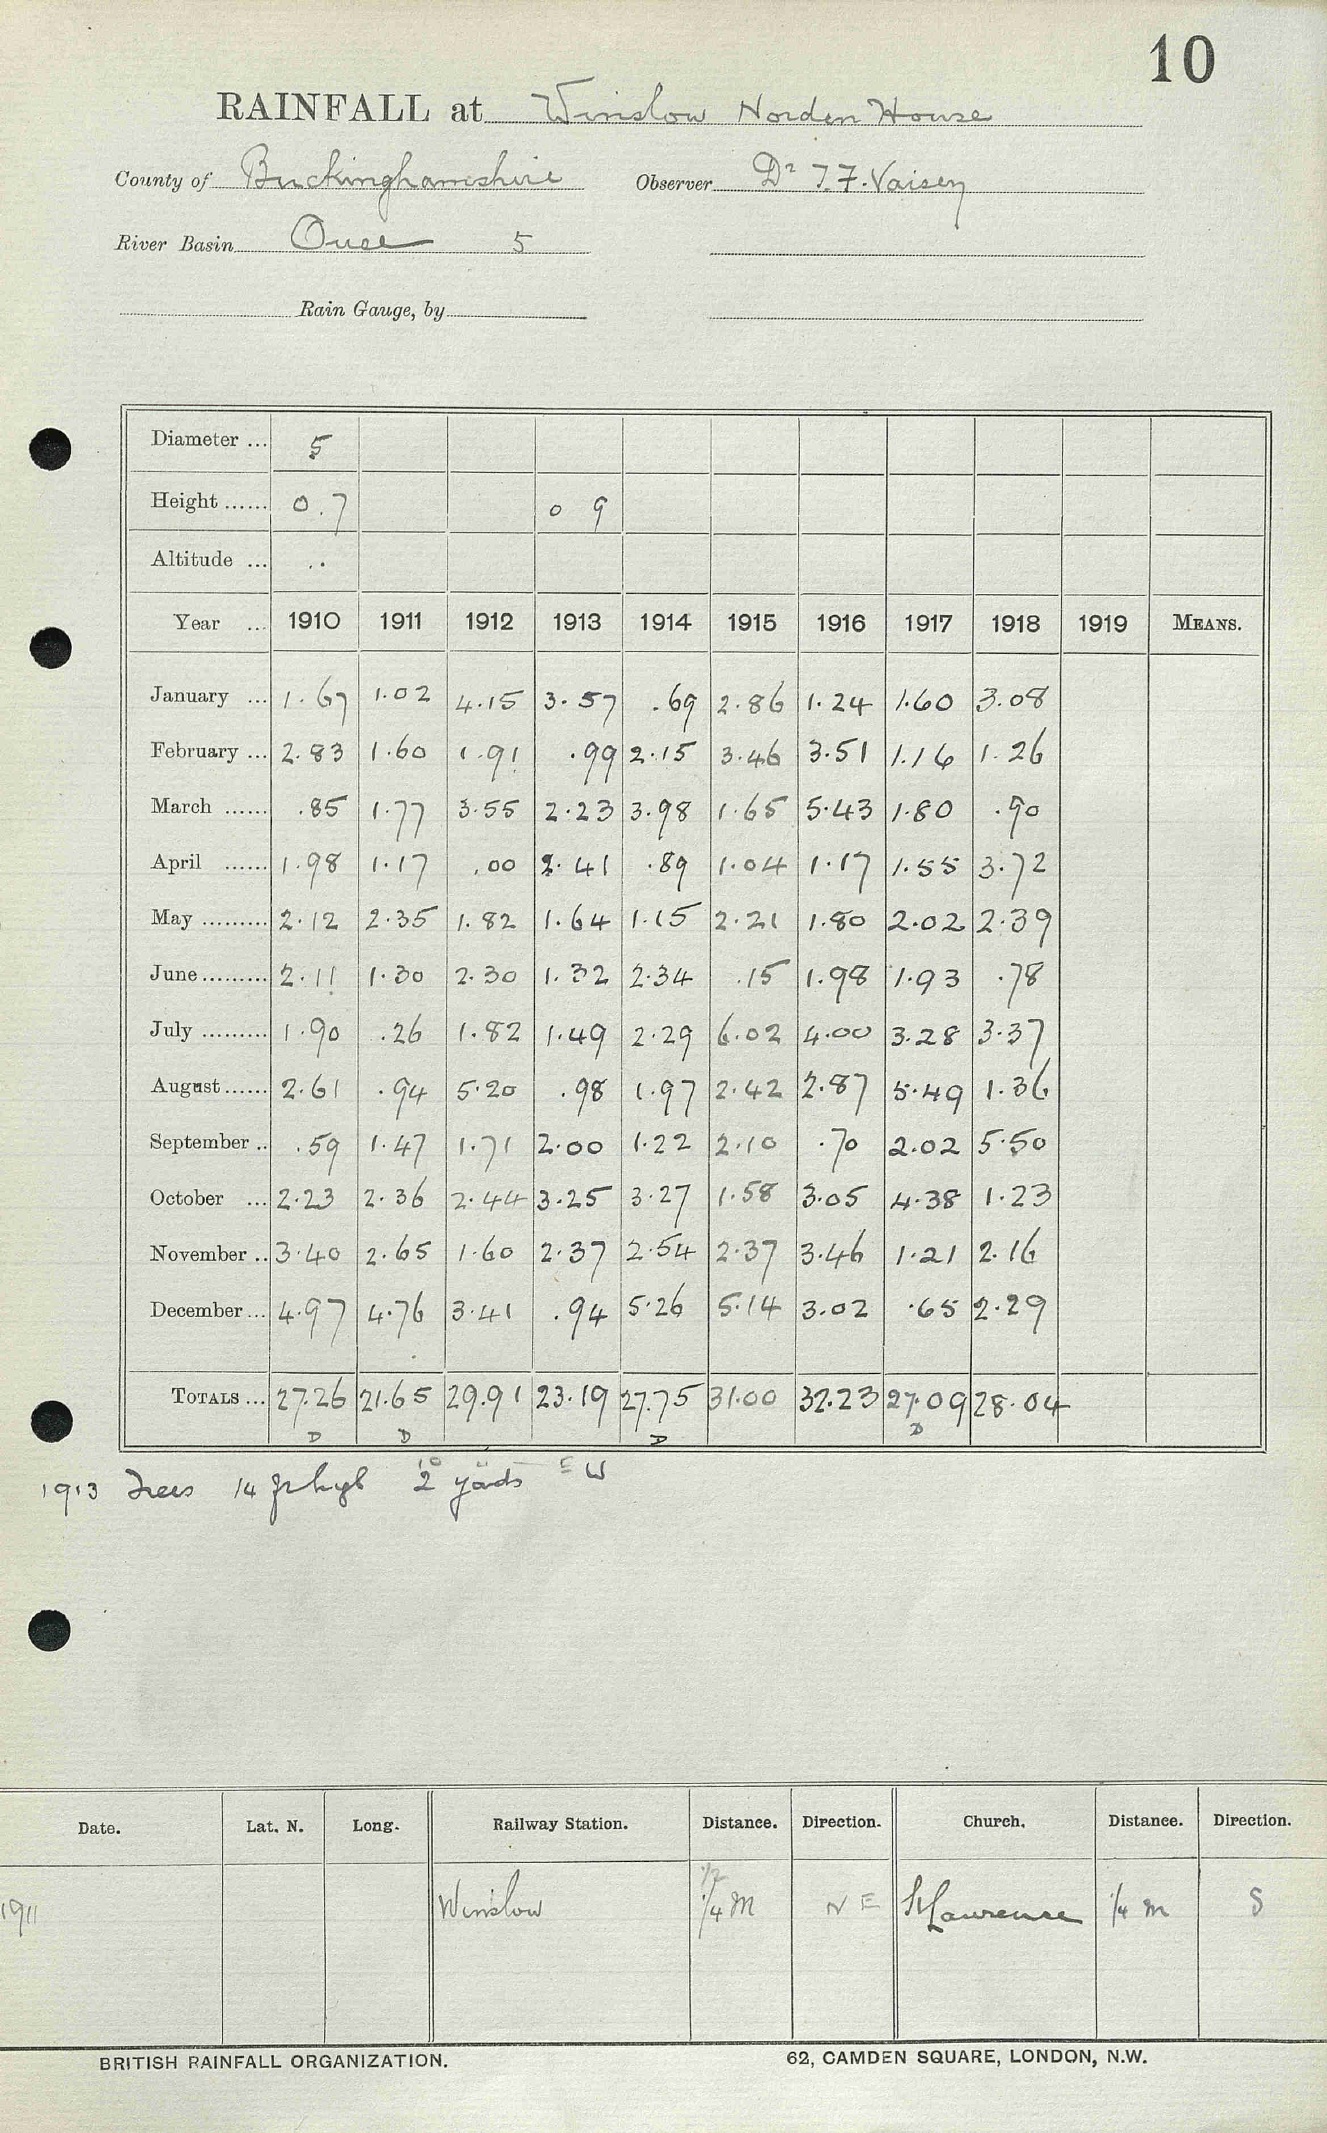 10
RAINFALL at Winslow Norden House
County of Buckinghamshire Observer Dr T. F. Vaisey
River Basin Ouse 5
Rain Gauge, by
Diameter ... 5
Height ...... 0.7 0 9
Altitude ... ..
Year ... 1910 1911 1912 1913 1914 1915 1916 1917 1918 1919 MEANS.
January ... 1.67 1.02 4.15 3.57 .69 2.86 1.24 1.60 3.08
February ... 2.83 1.60 1.91 .99 2.15 3.46 3.51 1.16 1.26
March ...... .85 1.77 3.55 2.23 3.98 1.65 5.43 1.80 .90
April ...... 1.98 1.17 .00 2.41 .89 1.04 1.17 1.55 3.72
May ......... 2.12 2.35 1.82 1.64 1.15 2.21 1.80 2.02 2.39
June ......... 2.11 1.30 2.30 1.32 2.34 .15 1.98 1.93 .78
July ......... 1.90 .26 1.82 1.49 2.29 6.02 4.00 3.28 3.37
August ...... 2.61 .94 5.20 .98 1.97 2.42 2.87 5.49 1.36
September .. .59 1.47 1.71 2.00 1.22 2.10 .70 2.02 5.50
October ... 2.23 2.36 2.44 3.25 3.27 1.58 3.05 4.38 1.23
November .. 3.40 2.65 1.60 2.37 2.54 2.37 3.46 1.21 2.16
December ... 4.97 4.76 3.41 .94 5.26 5.14 3.02 .65 2.29
TOTALS ... 27.26 21.65 29.91 23.19 27.75 31.00 32.23 27.09 28.04
D D D D
1913 Trees 14 ft high 10 2 yards E W
Date. Lat. N. Long. Railway Station. Distance. Direction. Church. Distance. Direction.
1/2
1911 Winslow 1/4 M N E St Lawrence 1/4 m S
BRITISH RAINFALL ORGANIZATION. 62, CAMDEN SQUARE, LONDON, N.W.